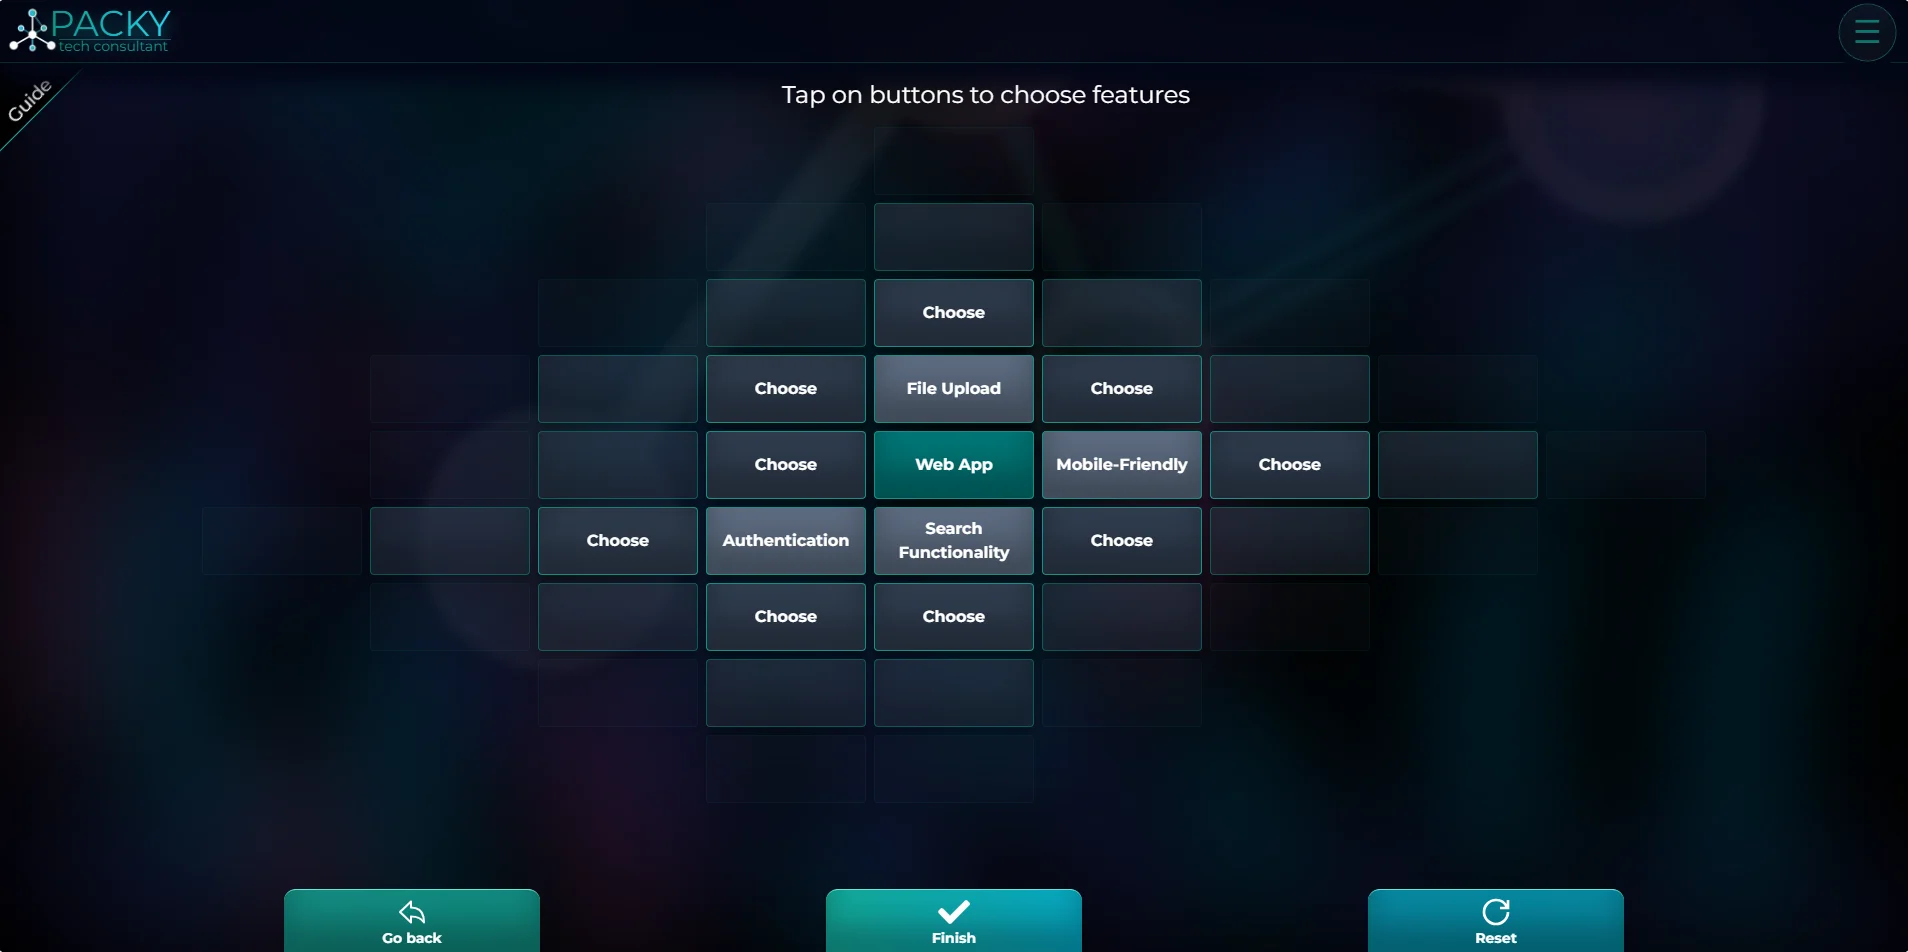 PACKY
tech consultant
Guide
Tap on buttons to choose features
Choose
Choose
File Upload
Choose
Choose
Web App
Mobile-Friendly
Choose
Choose
Authentication
Search
Functionality
Choose
Choose
Choose
Go back
Finish
Reset